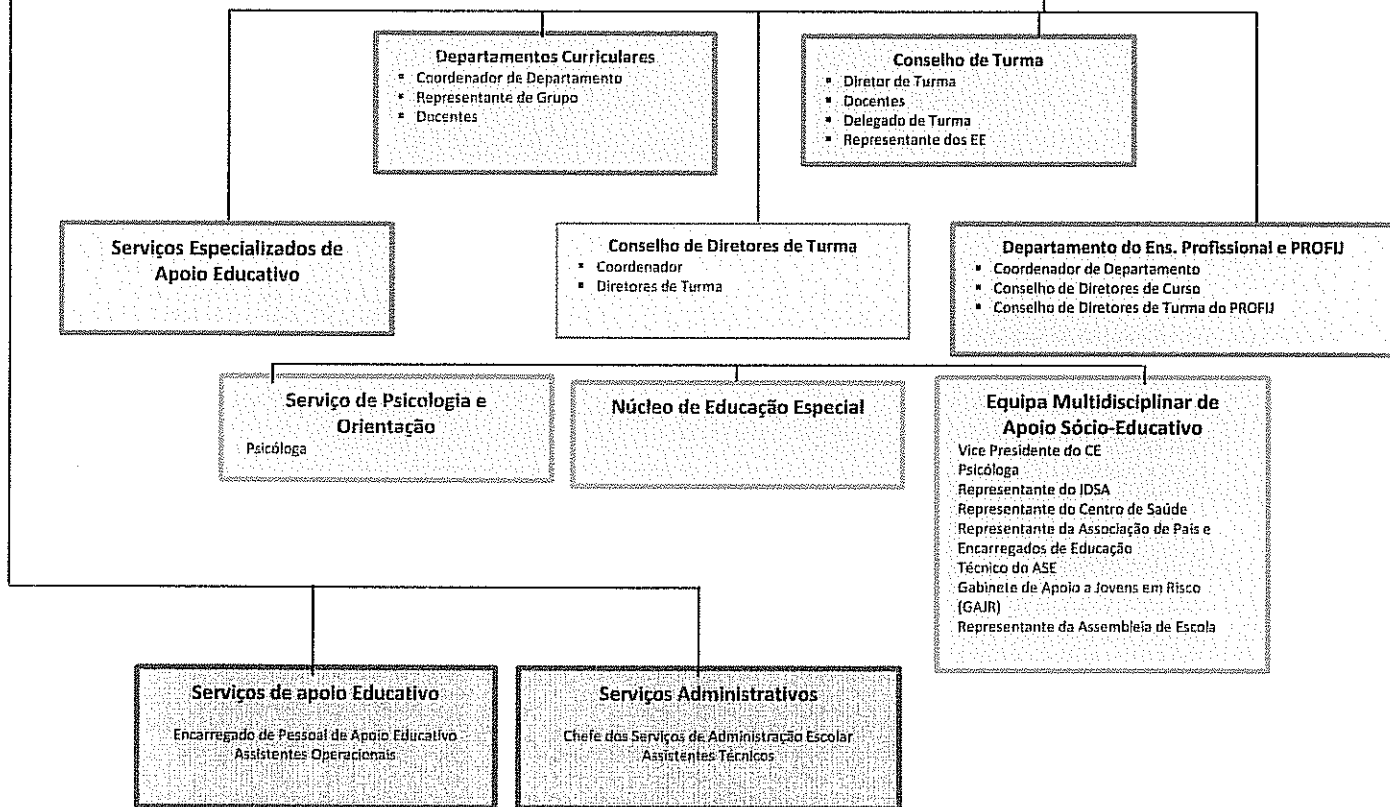 Departamentos Curriculares
▪ Coordenador de Departamento
▪ Representante de Grupo
▪ Docentes
Conselho de Turma
▪ Diretor de Turma
▪ Docentes
▪ Delegado de Turma
▪ Representante dos EE
Serviços Especializados de
Apoio Educativo
Conselho de Diretores de Turma
▪ Coordenador
▪ Diretores de Turma
Departamento do Ens. Profissional e PROFIJ
▪ Coordenador de Departamento
▪ Conselho de Diretores de Curso
▪ Conselho de Diretores de Turma do PROFIJ
Serviço de Psicologia e
Orientação
Psicóloga
Núcleo de Educação Especial
Equipa Multidisciplinar de
Apoio Sócio-Educativo
Vice Presidente do CE
Psicóloga
Representante do IDSA
Representante do Centro de Saúde
Representante da Associação de Pais e
Encarregados de Educação
Técnico do ASE
Gabinete de Apoio a Jovens em Risco
(GAJR)
Representante da Assembleia de Escola
Serviços de apoio Educativo
Encarregado de Pessoal de Apoio Educativo
Assistentes Operacionais
Serviços Administrativos
Chefe dos Serviços de Administração Escolar
Assistentes Técnicos